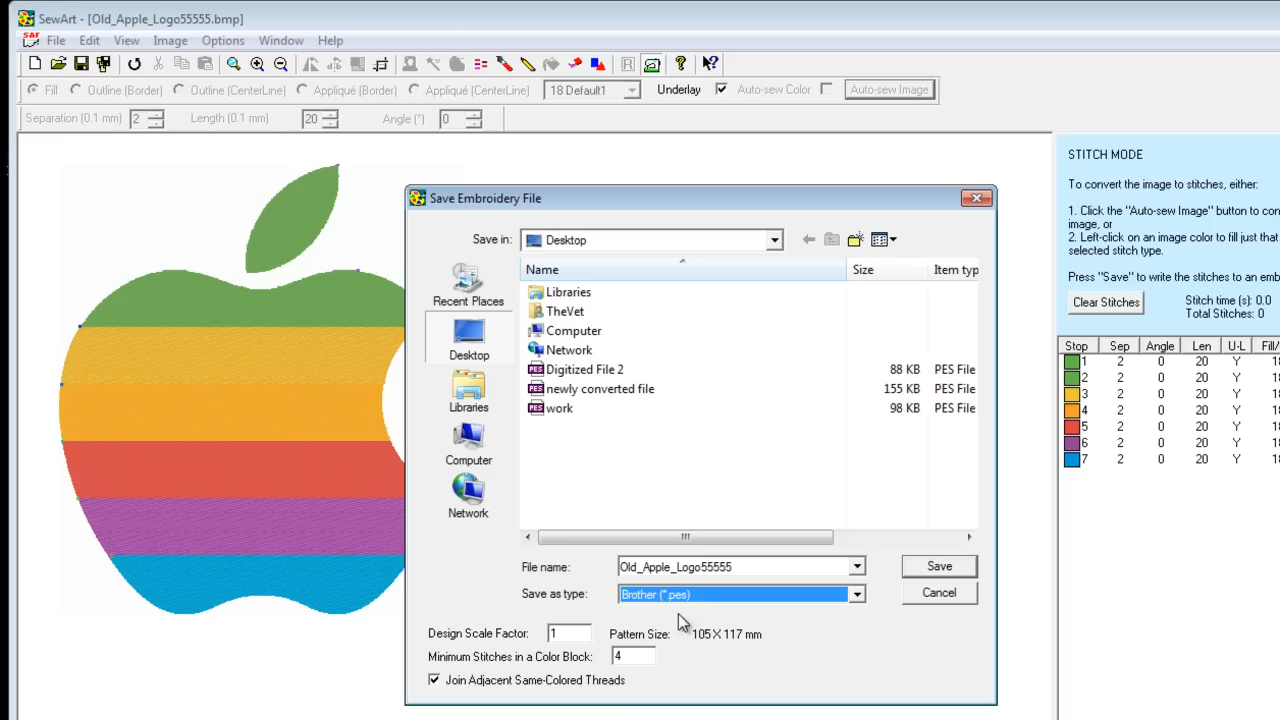 SewArt - [Old_Apple_Logo55555.bmp]
SAF File Edit View Image Options Window Help
Fill Outline (Border) Outline (CenterLine) Appliqué (Border) Appliqué (CenterLine) 18 Default1 Underlay Auto-sew Color Auto-sew Image
Separation (0.1 mm) 2 Length (0.1 mm) 20 Angle (°) 0
STITCH MODE
To convert the image to stitches, either:
1. Click the "Auto-sew Image" button to con
image, or
2. Left-click on an image color to fill just that
selected stitch type.
Press "Save" to write the stitches to an emb
Clear Stitches
Stitch time (s): 0.0
Total Stitches: 0
Stop Sep Angle Len U-L Fill/
1 2 0 20 Y 18
2 2 0 20 Y 18
3 2 0 20 Y 18
4 2 0 20 Y 18
5 2 0 20 Y 18
6 2 0 20 Y 18
7 2 0 20 Y 18
Save Embroidery File
Save in: Desktop
Recent Places
Desktop
Libraries
Computer
Network
Name Size Item typ
Libraries
TheVet
Computer
Network
PES Digitized File 2 88 KB PES File
PES newly converted file 155 KB PES File
PES work 98 KB PES File
File name: Old_Apple_Logo55555 Save
Save as type: Brother (*.pes) Cancel
Design Scale Factor: 1 Pattern Size: 105 X 117 mm
Minimum Stitches in a Color Block: 4
Join Adjacent Same-Colored Threads